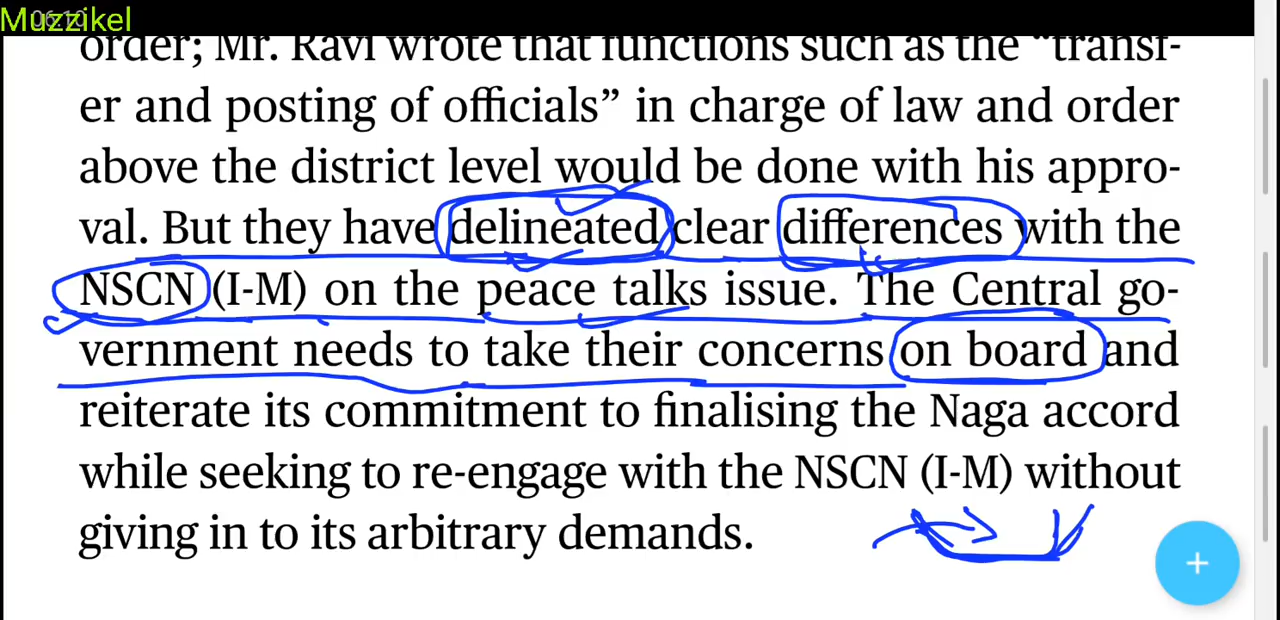 Muzzikel
06:10
order; Mr. Ravi wrote that functions such as the “transf-
er and posting of officials” in charge of law and order
above the district level would be done with his appro-
val. But they have delineated clear differences with the
NSCN (I-M) on the peace talks issue. The Central go-
vernment needs to take their concerns on board and
reiterate its commitment to finalising the Naga accord
while seeking to re-engage with the NSCN (I-M) without
giving in to its arbitrary demands.